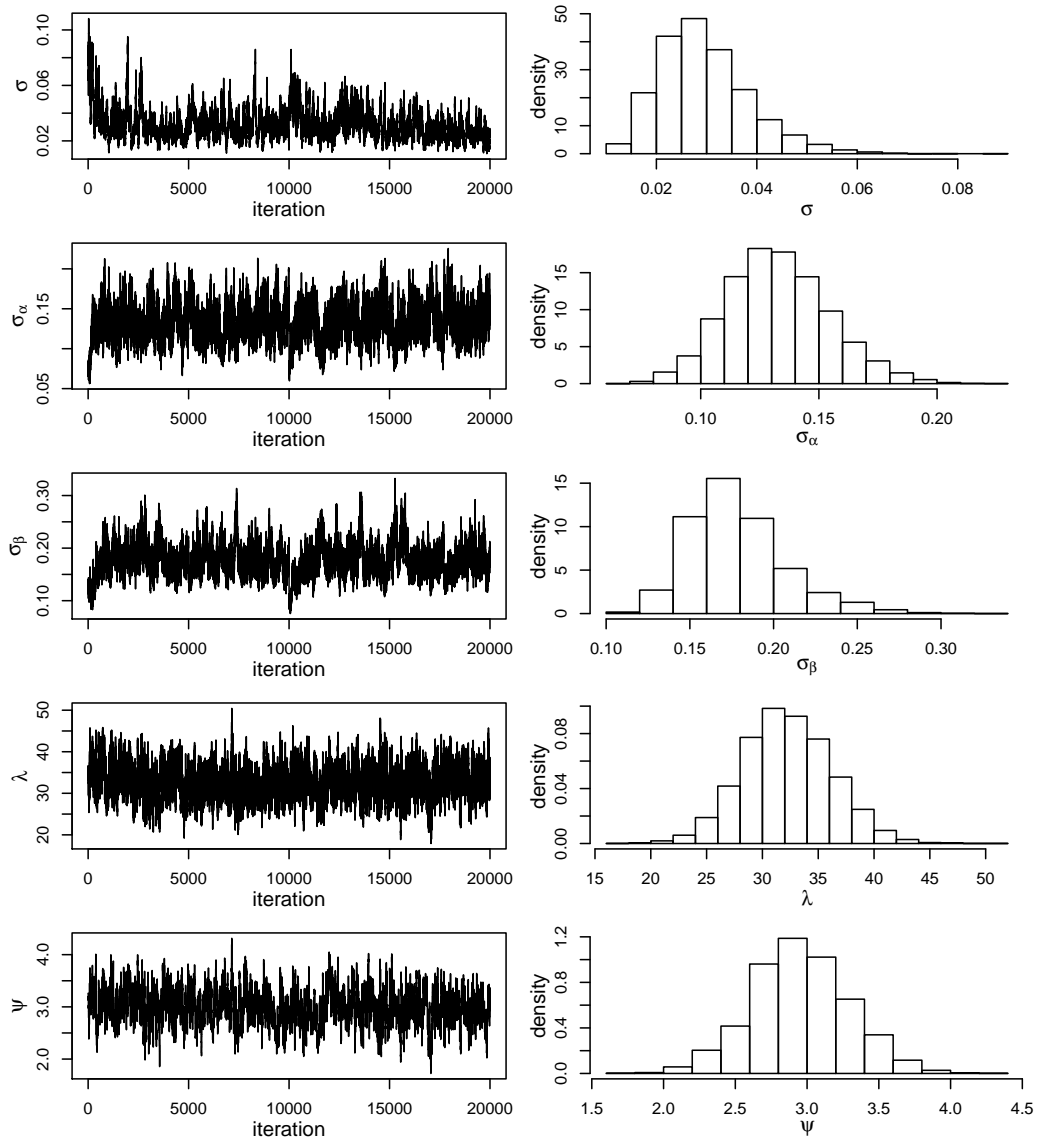 0.02 0.06 0.10
σ
0 5000 10000 15000 20000
iteration
0 10 30 50
density
0.02 0.04 0.06 0.08
σ
0.05 0.15
σα
0 5000 10000 15000 20000
iteration
0 5 10 15
density
0.10 0.15 0.20
σα
0.10 0.20 0.30
σβ
0 5000 10000 15000 20000
iteration
0 5 10 15
density
0.10 0.15 0.20 0.25 0.30
σβ
20 30 40 50
λ
0 5000 10000 15000 20000
iteration
0.00 0.04 0.08
density
15 20 25 30 35 40 45 50
λ
2.0 3.0 4.0
ψ
0 5000 10000 15000 20000
iteration
0.0 0.4 0.8 1.2
density
1.5 2.0 2.5 3.0 3.5 4.0 4.5
ψ